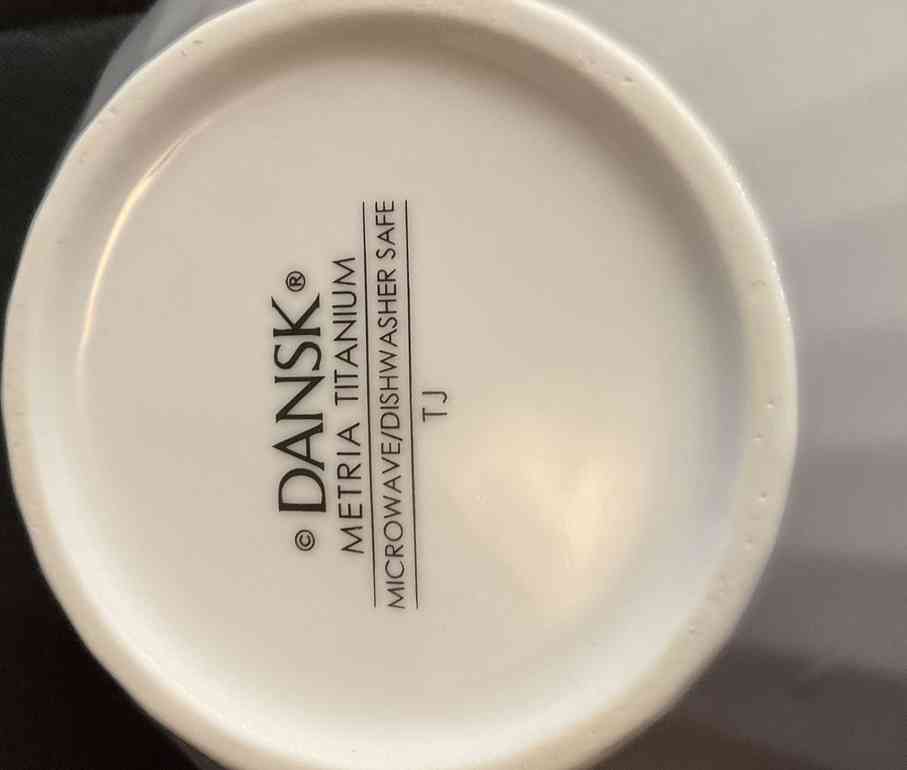 © DANSK®
METRIA TITANIUM
MICROWAVE/DISHWASHER SAFE
TJ